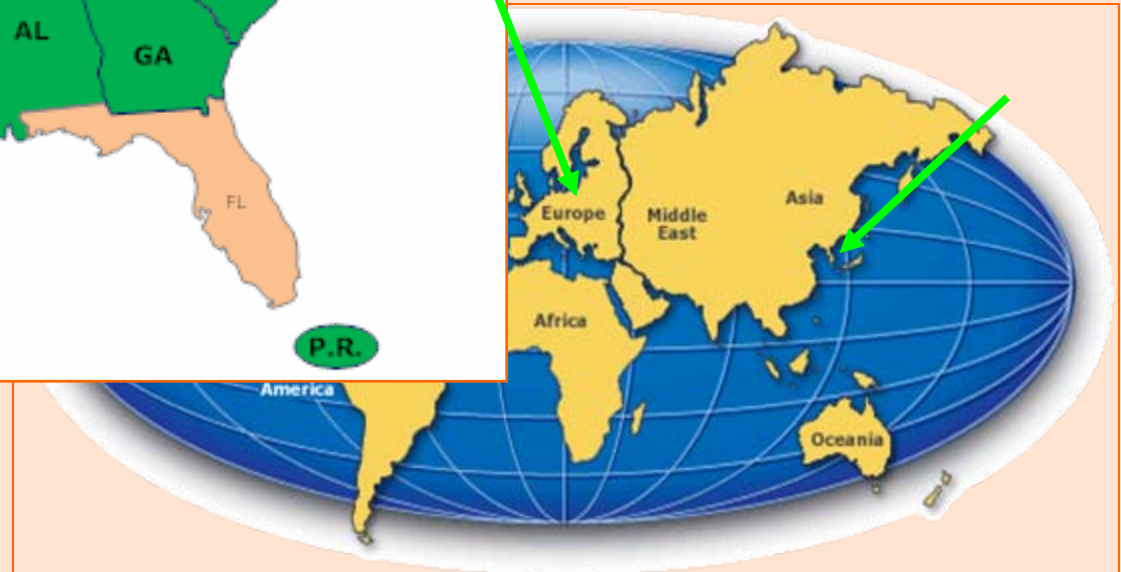 AL
GA
FL
P.R.
Europe
Middle
East
Asia
Africa
America
Oceania